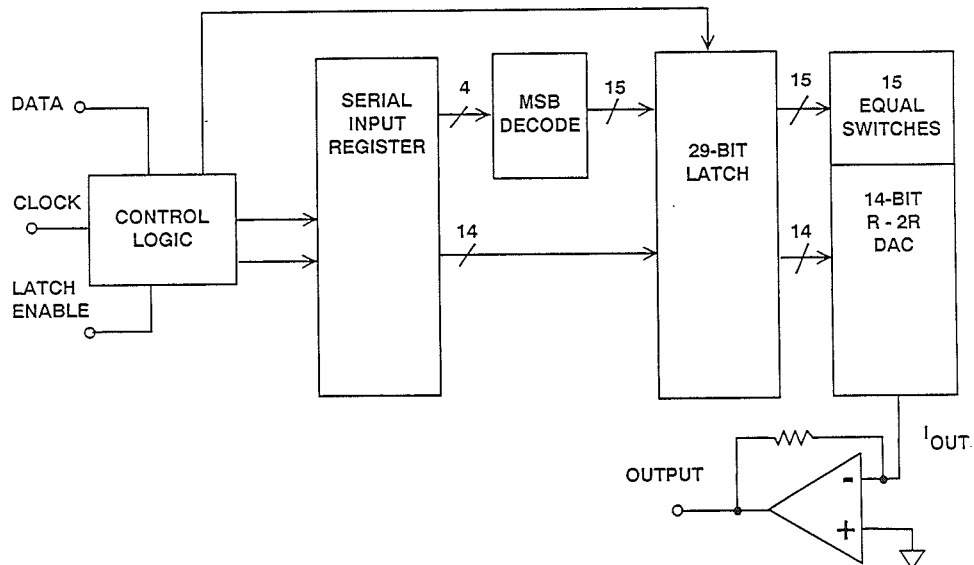 DATA
CLOCK
LATCH
ENABLE
CONTROL
LOGIC
SERIAL
INPUT
REGISTER
4
MSB
DECODE
15
14
29-BIT
LATCH
15
14
15
EQUAL
SWITCHES
14-BIT
R - 2R
DAC
IOUT
OUTPUT
-
+